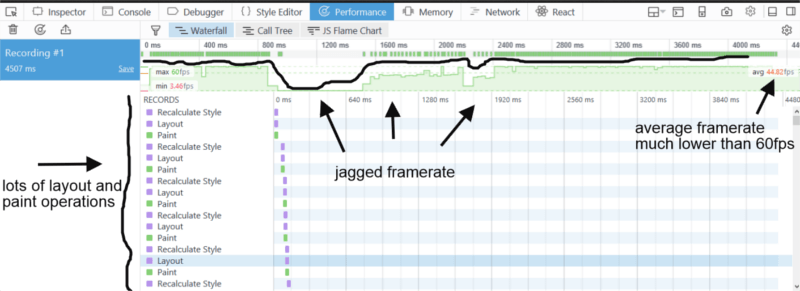 Inspector Console Debugger Style Editor Performance Memory Network React
Recording #1
4507 ms Save
Waterfall Call Tree JS Flame Chart
0 ms 800 ms 1200 ms 1600 ms 2000 ms 2400 ms 2800 ms 3200 ms 3600 ms 4000 ms 4400 ms
max 60fps
min 3.46fps
avg 44.82fps
RECORDS 0 ms 640 ms 1280 ms 1920 ms 2560 ms 3200 ms 3840 ms 4480
Recalculate Style
Layout
Paint
Recalculate Style
Layout
Paint
Recalculate Style
Layout
Paint
Recalculate Style
Layout
Paint
Recalculate Style
Layout
Paint
Recalculate Style
lots of layout and
paint operations
jagged framerate
average framerate
much lower than 60fps